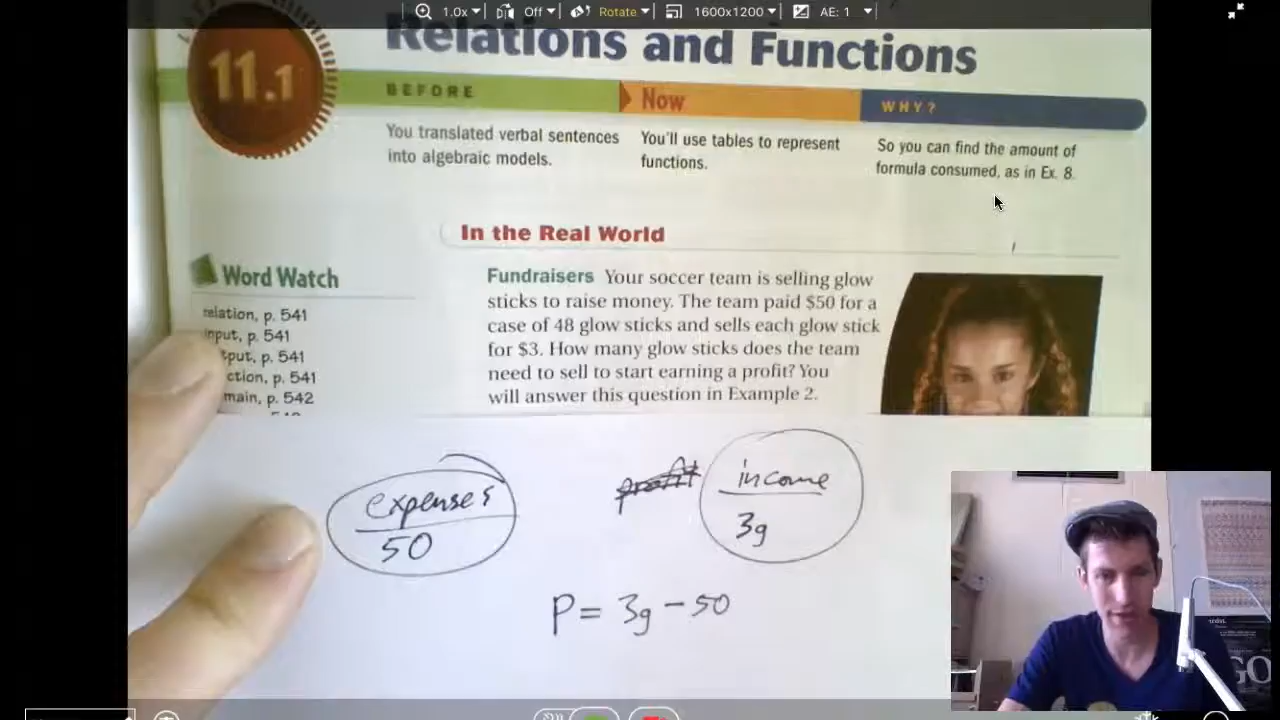 1.0x Off Rotate 1600x1200 AE: 1
Relations and Functions
11.1
BEFORE
Now
WHY?
You translated verbal sentences
into algebraic models.
You'll use tables to represent
functions.
So you can find the amount of
formula consumed, as in Ex. 8.
In the Real World
Word Watch
relation, p. 541
input, p. 541
tput, p. 541
ction, p. 541
main, p. 542
Fundraisers Your soccer team is selling glow
sticks to raise money. The team paid $50 for a
case of 48 glow sticks and sells each glow stick
for $3. How many glow sticks does the team
need to sell to start earning a profit? You
will answer this question in Example 2.
expenses
50
profit
income
3g
P = 3g - 50
GO